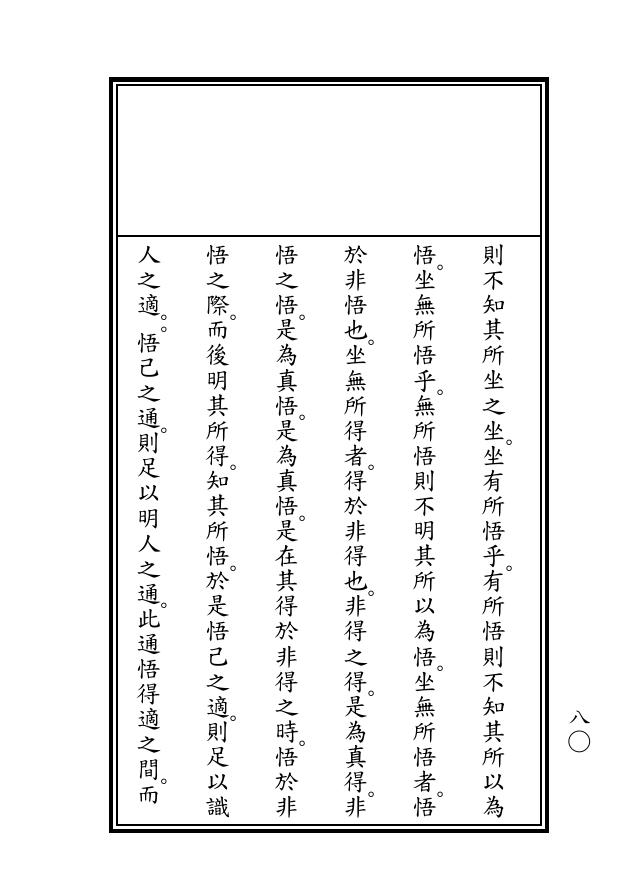 則不知其所坐之坐。坐有所悟乎。有所悟則不知其所以為
悟。坐無所悟乎。無所悟則不明其所以為悟。坐無所悟者。悟
於非悟也。坐無所得者。得於非得也。非得之得。是為真得。非
悟之悟。是為真悟。是為真悟。是在其得於非得之時。悟於非
悟之際。而後明其所得。知其所悟。於是悟己之適。則足以識
人之適。。悟己之通。則足以明人之通。此通悟得適之間。而
八〇